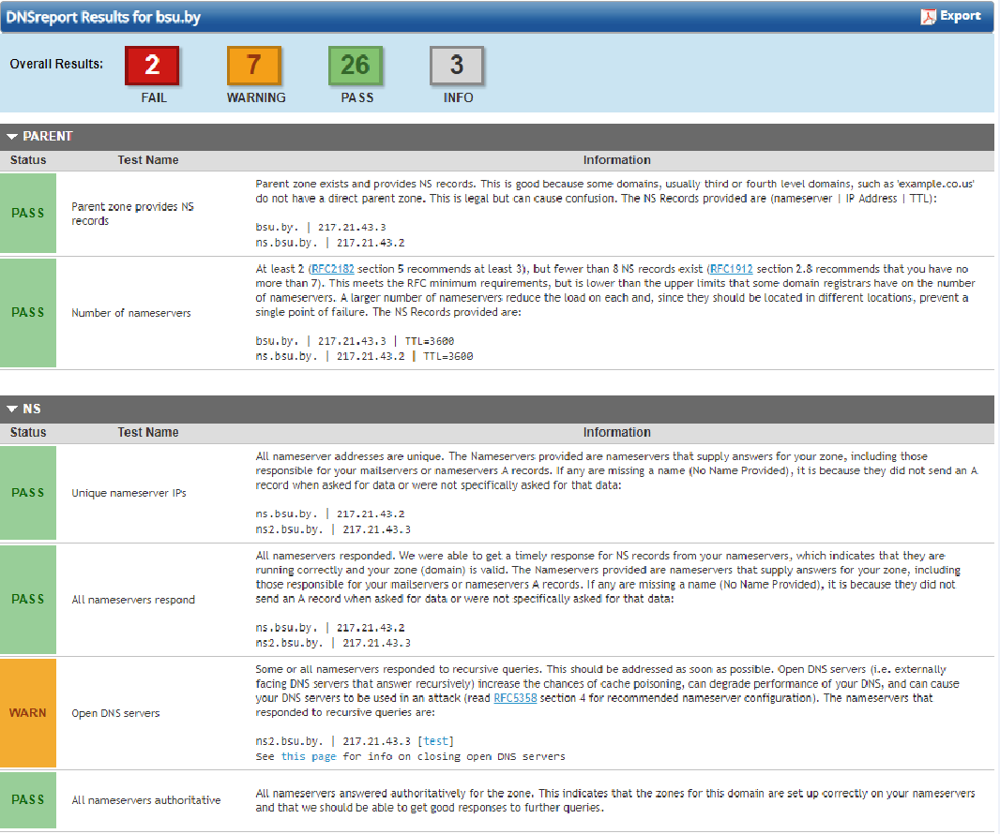 DNSreport Results for bsu.by
Export
Overall Results:
2
7
26
3
FAIL
WARNING
PASS
INFO
PARENT
Status Test Name Information
PASS
Parent zone provides NS
records
Parent zone exists and provides NS records. This is good because some domains, usually third or fourth level domains, such as 'example.co.us'
do not have a direct parent zone. This is legal but can cause confusion. The NS Records provided are (nameserver | IP Address | TTL):
bsu.by. | 217.21.43.3
ns.bsu.by. | 217.21.43.2
PASS
Number of nameservers
At least 2 (RFC2182 section 5 recommends at least 3), but fewer than 8 NS records exist (RFC1912 section 2.8 recommends that you have no
more than 7). This meets the RFC minimum requirements, but is lower than the upper limits that some domain registrars have on the number
of nameservers. A larger number of nameservers reduce the load on each and, since they should be located in different locations, prevent a
single point of failure. The NS Records provided are:
bsu.by. | 217.21.43.3 | TTL=3600
ns.bsu.by. | 217.21.43.2 | TTL=3600
NS
Status Test Name Information
PASS
Unique nameserver IPs
All nameserver addresses are unique. The Nameservers provided are nameservers that supply answers for your zone, including those
responsible for your mailservers or nameservers A records. If any are missing a name (No Name Provided), it is because they did not send an A
record when asked for data or were not specifically asked for that data:
ns.bsu.by. | 217.21.43.2
ns2.bsu.by. | 217.21.43.3
PASS
All nameservers respond
All nameservers responded. We were able to get a timely response for NS records from your nameservers, which indicates that they are
running correctly and your zone (domain) is valid. The Nameservers provided are nameservers that supply answers for your zone, including
those responsible for your mailservers or nameservers A records. If any are missing a name (No Name Provided), it is because they did not
send an A record when asked for data or were not specifically asked for that data:
ns.bsu.by. | 217.21.43.2
ns2.bsu.by. | 217.21.43.3
WARN
Open DNS servers
Some or all nameservers responded to recursive queries. This should be addressed as soon as possible. Open DNS servers (i.e. externally
facing DNS servers that answer recursively) increase the chances of cache poisoning, can degrade performance of your DNS, and can cause
your DNS servers to be used in an attack (read RFC5358 section 4 for recommended nameserver configuration). The nameservers that
responded to recursive queries are:
ns2.bsu.by. | 217.21.43.3 [test]
See this page for info on closing open DNS servers
PASS
All nameservers authoritative
All nameservers answered authoritatively for the zone. This indicates that the zones for this domain are set up correctly on your nameservers
and that we should be able to get good responses to further queries.